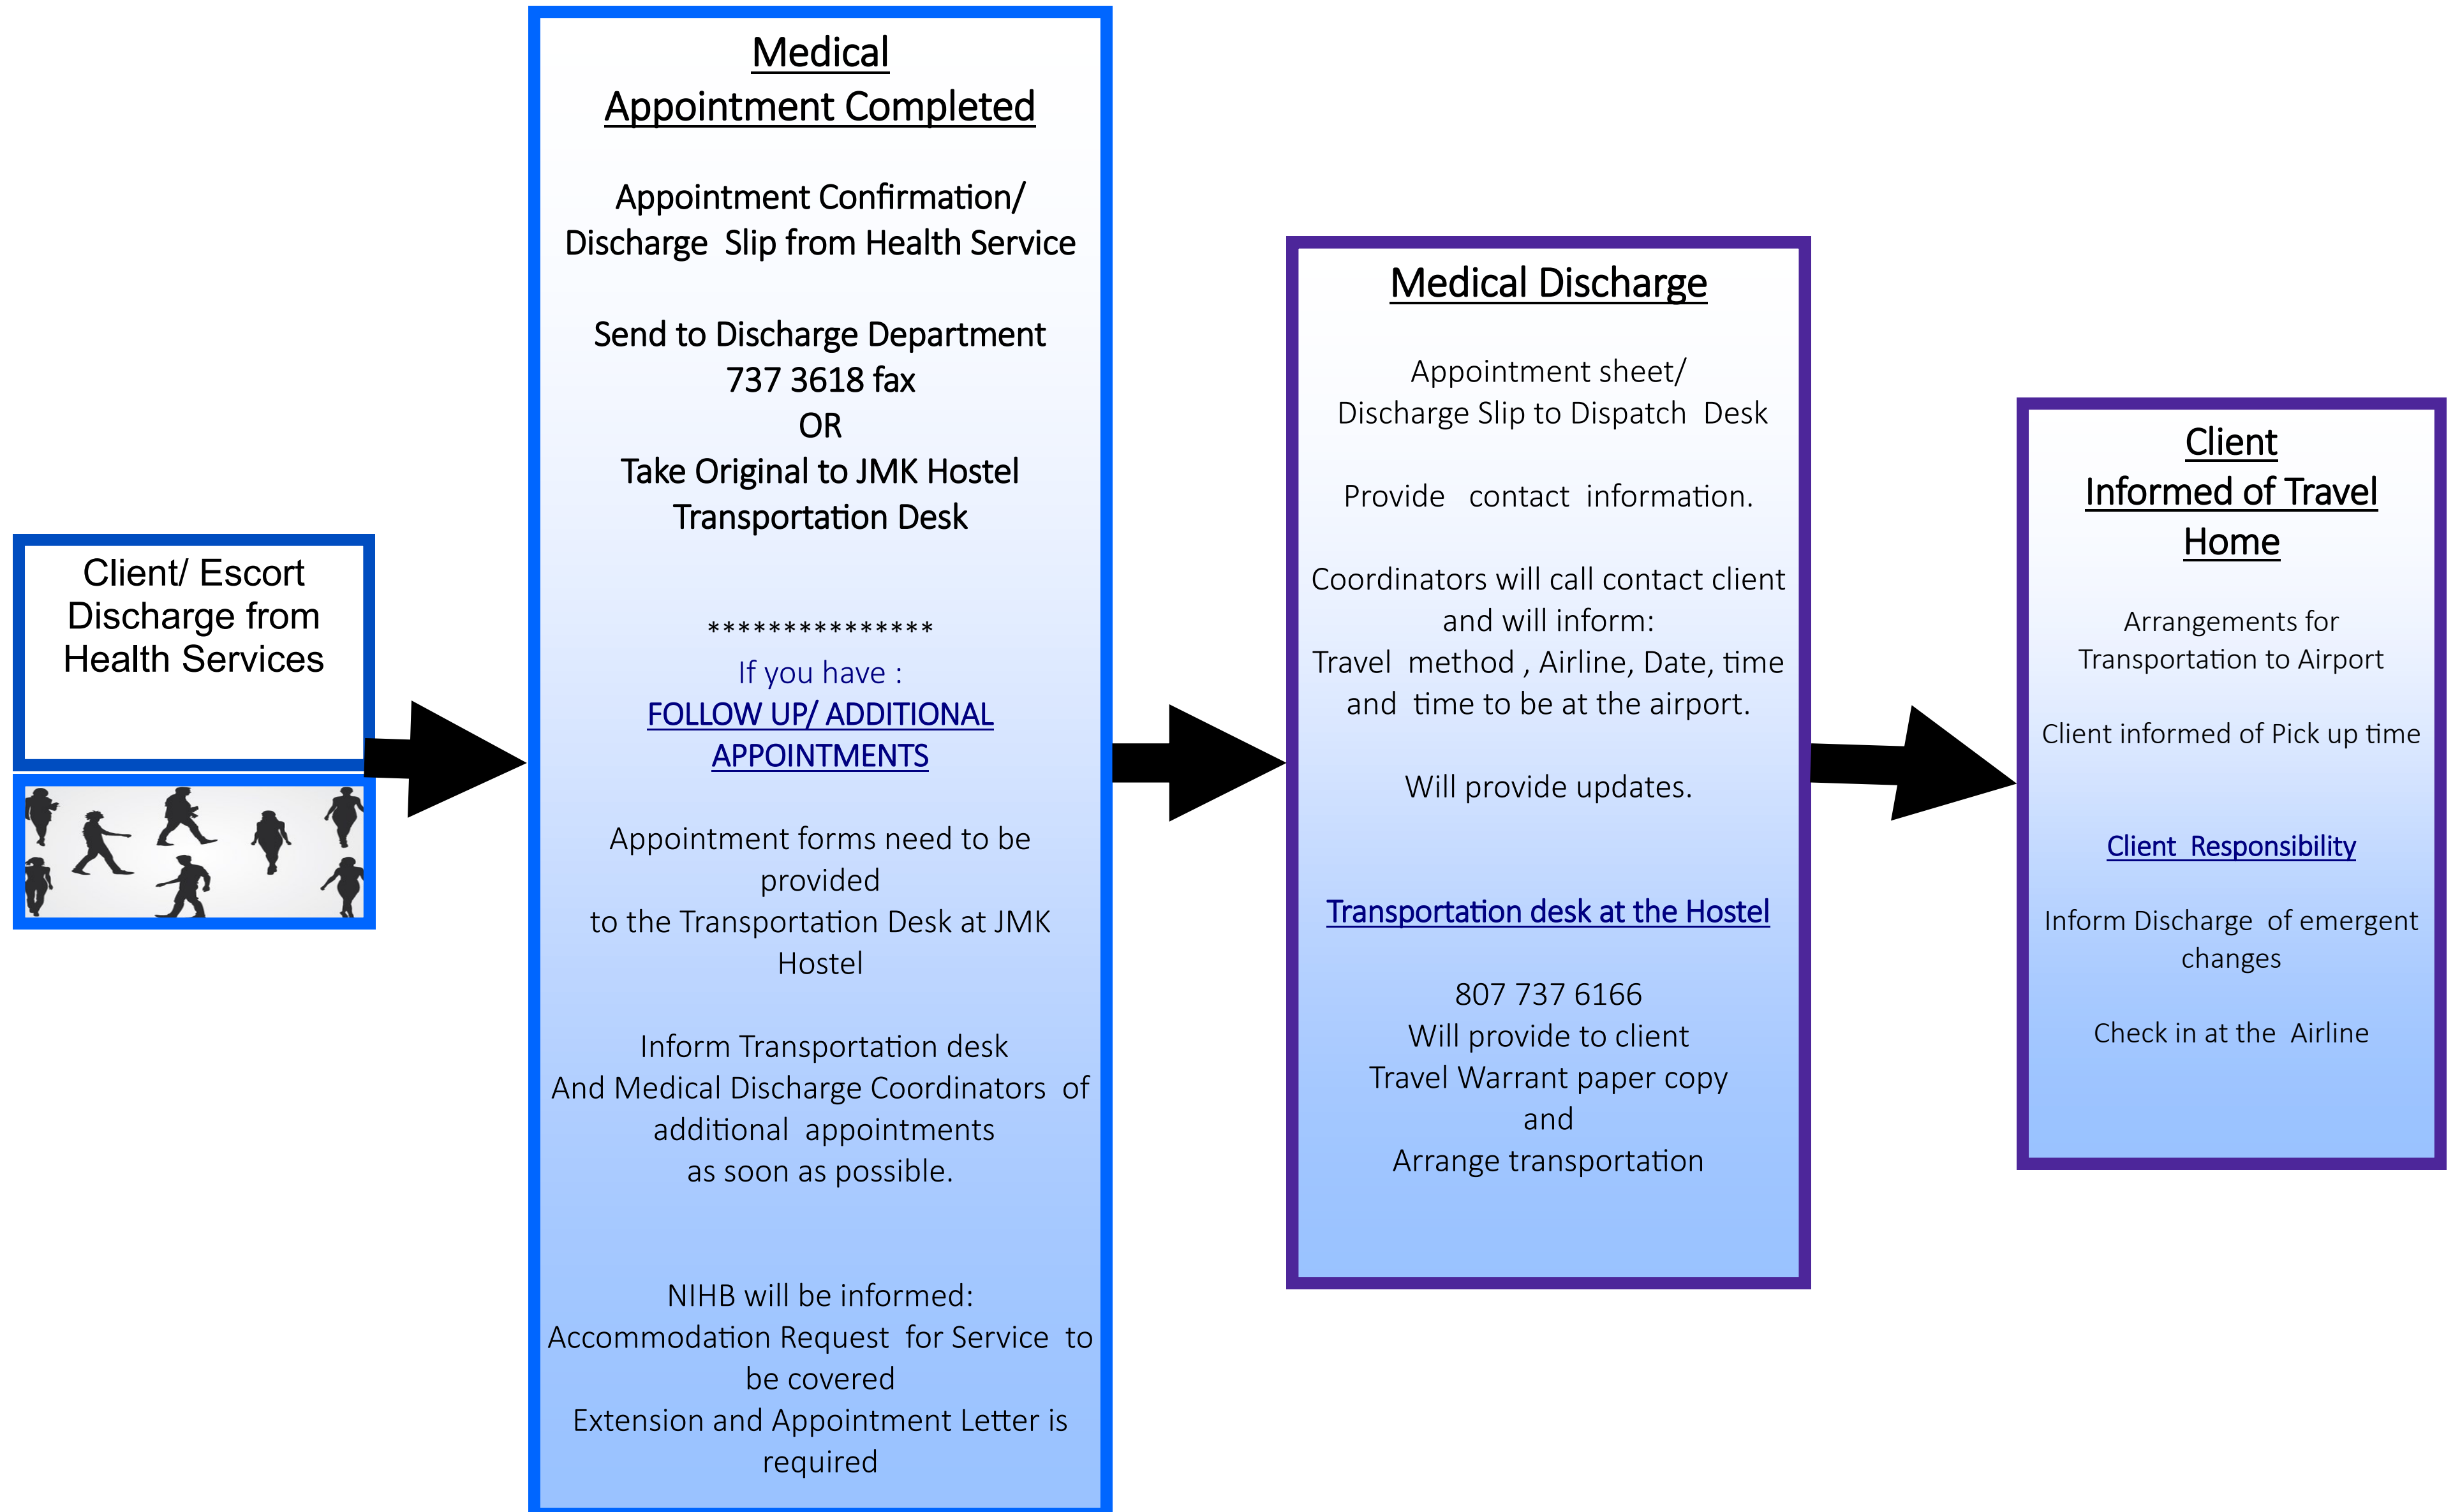 Client/ Escort
Discharge from
Health Services
Medical
Appointment Completed
Appointment Confirmation/
Discharge Slip from Health Service
Send to Discharge Department
737 3618 fax
OR
Take Original to JMK Hostel
Transportation Desk
***************
If you have :
FOLLOW UP/ ADDITIONAL
APPOINTMENTS
Appointment forms need to be
provided
to the Transportation Desk at JMK
Hostel
Inform Transportation desk
And Medical Discharge Coordinators of
additional appointments
as soon as possible.
NIHB will be informed:
Accommodation Request for Service to
be covered
Extension and Appointment Letter is
required
Medical Discharge
Appointment sheet/
Discharge Slip to Dispatch Desk
Provide contact information.
Coordinators will call contact client
and will inform:
Travel method , Airline, Date, time
and time to be at the airport.
Will provide updates.
Transportation desk at the Hostel
807 737 6166
Will provide to client
Travel Warrant paper copy
and
Arrange transportation
Client
Informed of Travel
Home
Arrangements for
Transportation to Airport
Client informed of Pick up time
Client Responsibility
Inform Discharge of emergent
changes
Check in at the Airline